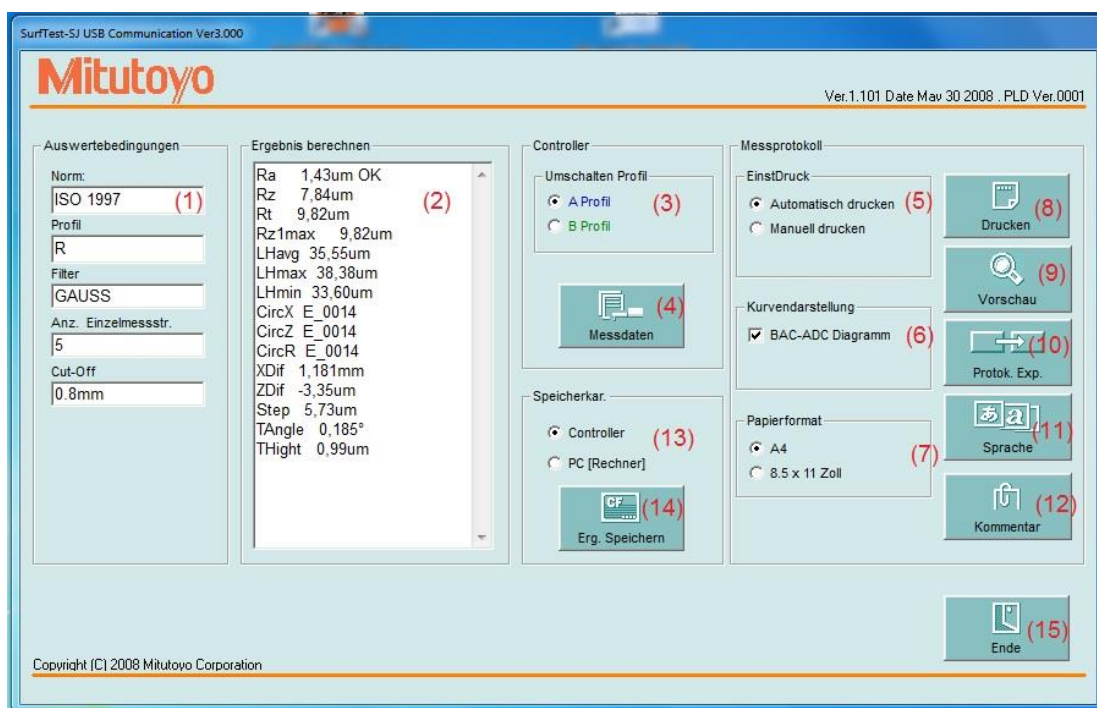 SurfTest-SJ USB Communication Ver3.000
Mitutoyo
Ver.1.101 Date May 30 2008 . PLD Ver.0001
Auswertebedingungen
Norm:
ISO 1997 (1)
Profil
R
Filter
GAUSS
Anz. Einzelmessstr.
5
Cut-Off
0.8mm
Ergebnis berechnen
(2)
Ra 1,43um OK
Rz 7,84um
Rt 9,82um
Rz1max 9,82um
LHavg 35,55um
LHmax 38,38um
LHmin 33,60um
CircX E_0014
CircZ E_0014
CircR E_0014
XDif 1,181mm
ZDif -3,35um
Step 5,73um
TAngle 0,185°
THight 0,99um
Controller
Umschalten Profil
A Profil (3)
B Profil
(4)
Messdaten
Speicherkar.
Controller (13)
PC [Rechner]
CF (14)
Erg. Speichern
Messprotokoll
EinstDruck
Automatisch drucken (5)
Manuell drucken
Kurvendarstellung
BAC-ADC Diagramm (6)
Papierformat
A4 (7)
8.5 x 11 Zoll
(8)
Drucken
(9)
Vorschau
(10)
Protok. Exp.
あ a (11)
Sprache
(12)
Kommentar
(15)
Ende
Copyright (C) 2008 Mitutoyo Corporation